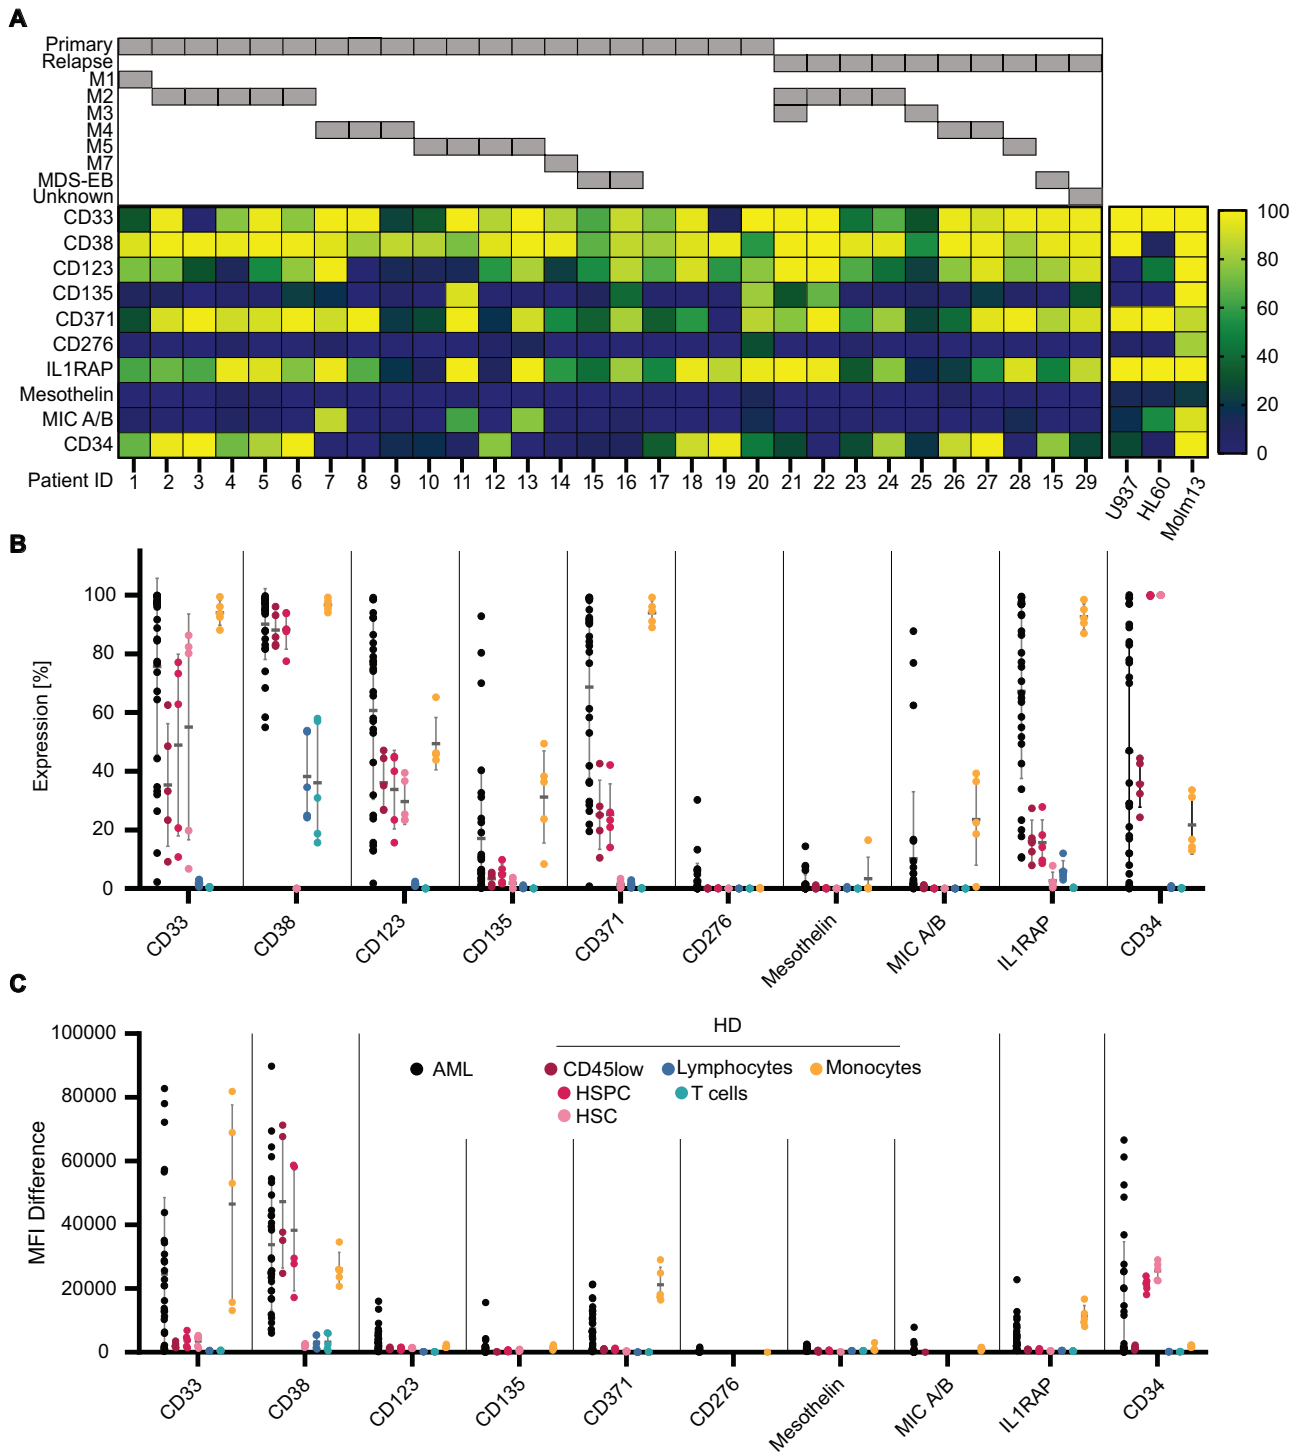 A
Primary
Relapse
M1
M2
M3
M4
M5
M7
MDS-EB
Unknown
CD33
CD38
CD123
CD135
CD371
CD276
IL1RAP
Mesothelin
MIC A/B
CD34
100
80
60
40
20
0
Patient ID 1 2 3 4 5 6 7 8 9 10 11 12 13 14 15 16 17 18 19 20 21 22 23 24 25 26 27 28 15 29
U937 HL60 Molm13
B
Expression [%]
100
80
60
40
20
0
CD33 CD38 CD123 CD135 CD371 CD276 Mesothelin MIC A/B IL1RAP CD34
C
MFI Difference
100000
80000
60000
40000
20000
0
HD
AML CD45low Lymphocytes Monocytes
HSPC T cells
HSC
CD33 CD38 CD123 CD135 CD371 CD276 Mesothelin MIC A/B IL1RAP CD34